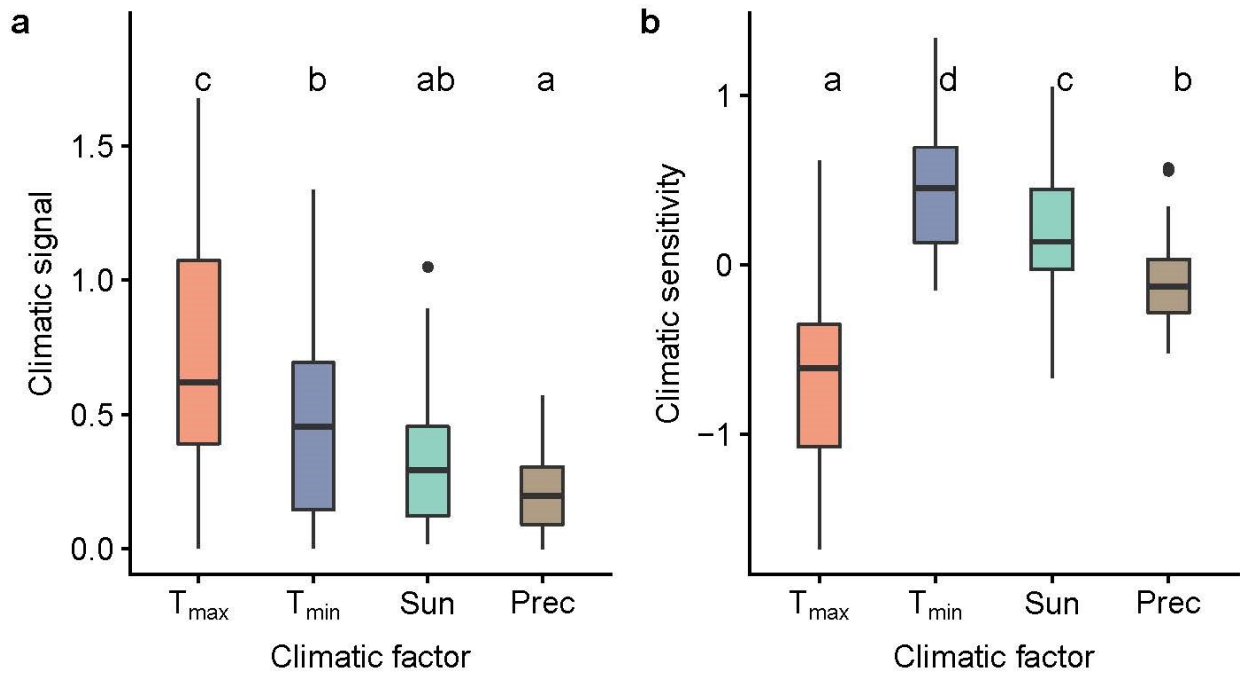 a
c b ab a
Climatic signal
1.5
1.0
0.5
0.0
Tmax Tmin Sun Prec
Climatic factor
b
a d c b
Climatic sensitivity
1
0
−1
Tmax Tmin Sun Prec
Climatic factor